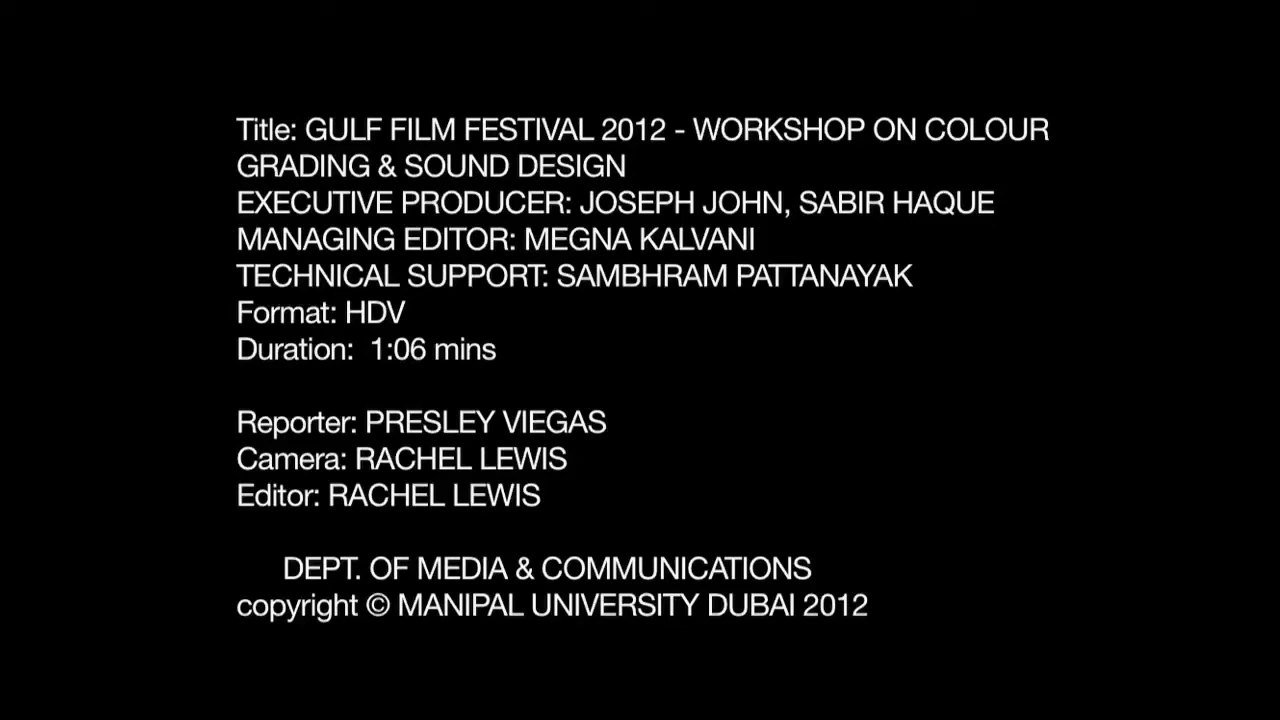 Title: GULF FILM FESTIVAL 2012 - WORKSHOP ON COLOUR
GRADING & SOUND DESIGN
EXECUTIVE PRODUCER: JOSEPH JOHN, SABIR HAQUE
MANAGING EDITOR: MEGNA KALVANI
TECHNICAL SUPPORT: SAMBHRAM PATTANAYAK
Format: HDV
Duration:  1:06 mins
Reporter: PRESLEY VIEGAS
Camera: RACHEL LEWIS
Editor: RACHEL LEWIS
DEPT. OF MEDIA & COMMUNICATIONS
copyright © MANIPAL UNIVERSITY DUBAI 2012